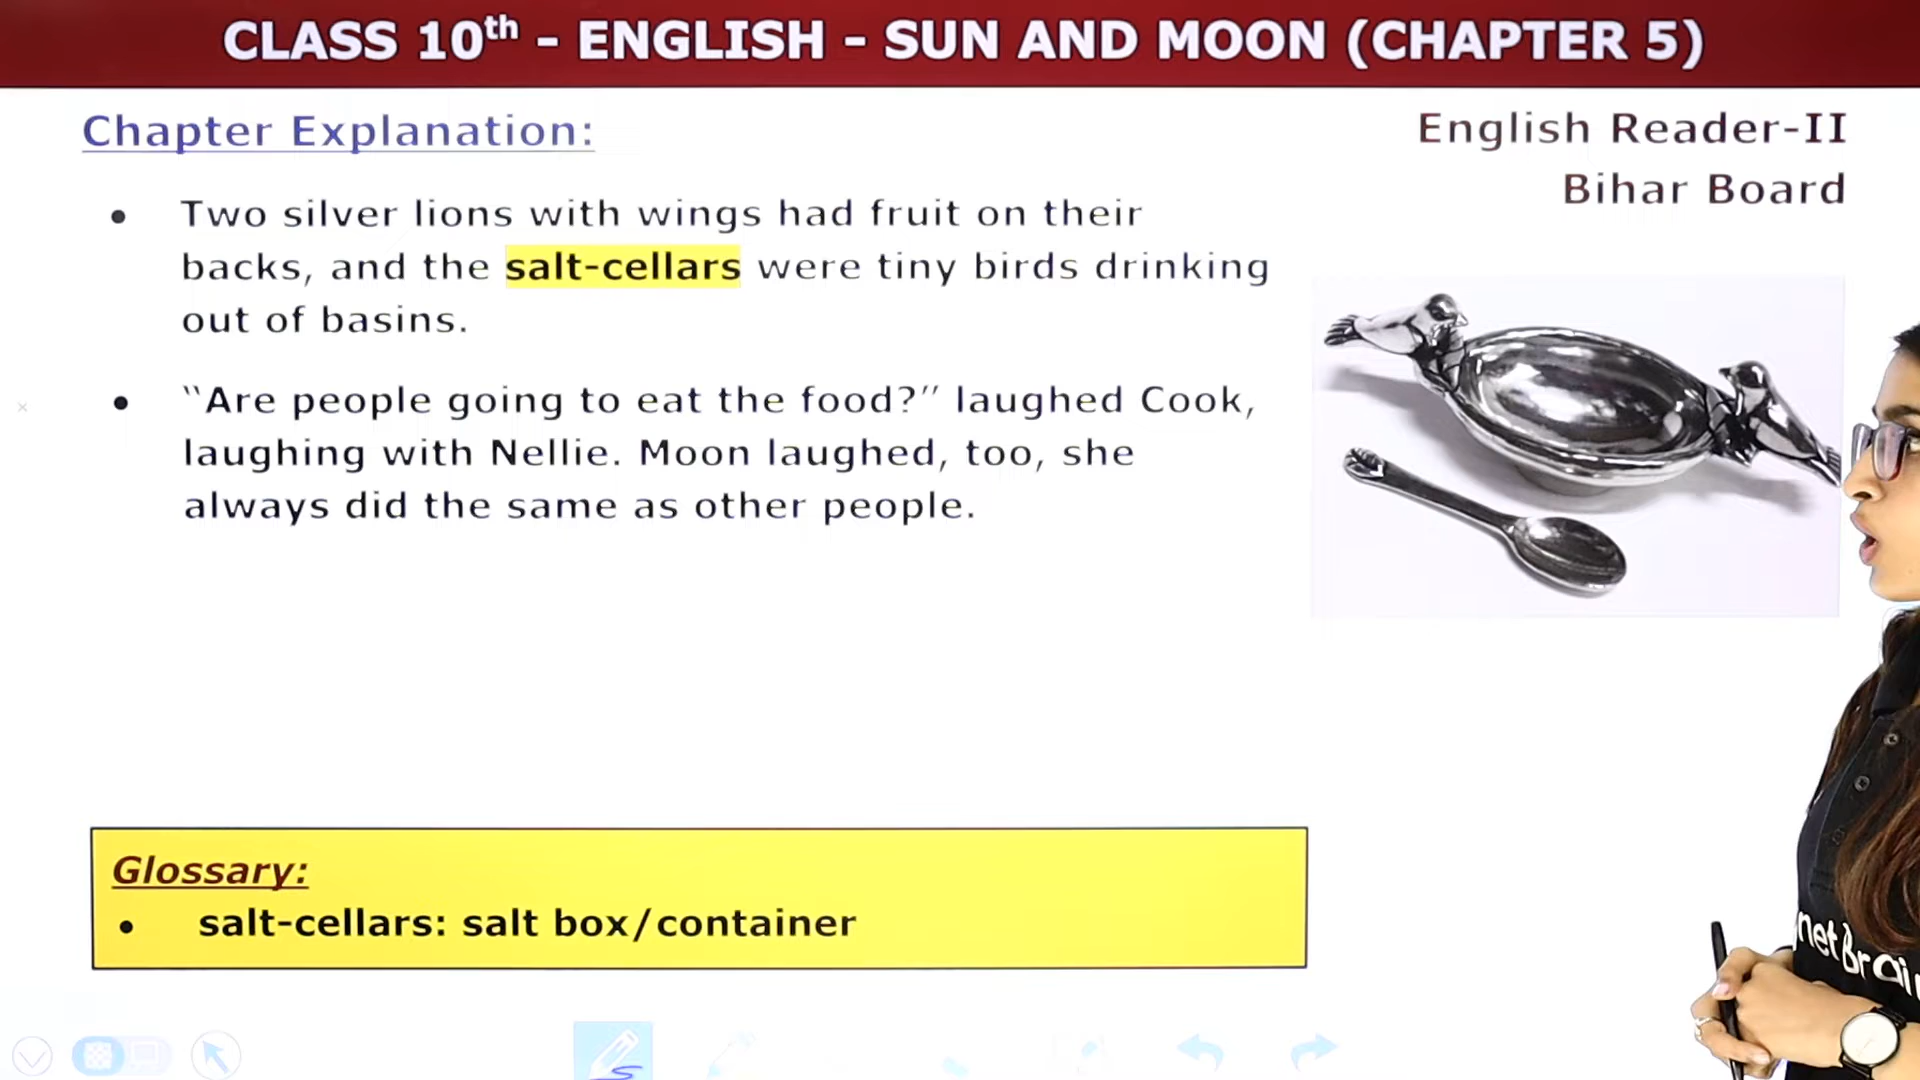 CLASS 10th - ENGLISH - SUN AND MOON (CHAPTER 5)
Chapter Explanation:
English Reader-II
Bihar Board
• Two silver lions with wings had fruit on their
backs, and the salt-cellars were tiny birds drinking
out of basins.
• “Are people going to eat the food?” laughed Cook,
laughing with Nellie. Moon laughed, too, she
always did the same as other people.
Glossary:
• salt-cellars: salt box/container